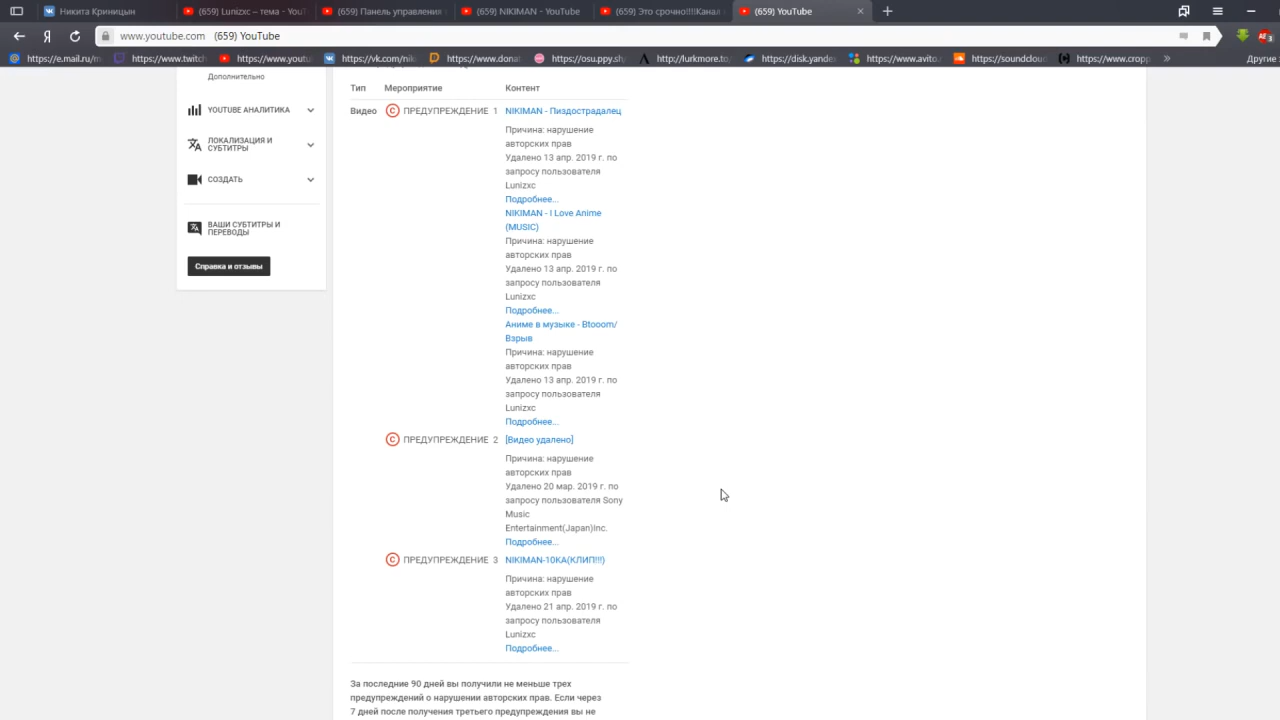 Никита Криницын
(659) Lunizxc – тема - YouT
(659) Панель управления
(659) NIKIMAN - YouTube
(659) Это срочно!!!!Канал
(659) YouTube
www.youtube.com (659) YouTube
https://e.mail.ru/m
https://www.twitch
https://www.youtu
https://vk.com/nik
https://www.donat
https://osu.ppy.sh
http://lurkmore.to/
https://disk.yandex
https://www.avito.
https://soundcloud
https://www.cropp
Другие
Дополнительно
YOUTUBE АНАЛИТИКА
ЛОКАЛИЗАЦИЯ И
СУБТИТРЫ
СОЗДАТЬ
ВАШИ СУБТИТРЫ И
ПЕРЕВОДЫ
Справка и отзывы
Тип Мероприятие Контент
Видео ПРЕДУПРЕЖДЕНИЕ 1 NIKIMAN - Пиздострадалец
Причина: нарушение
авторских прав
Удалено 13 апр. 2019 г. по
запросу пользователя
Lunizxc
Подробнее...
NIKIMAN - I Love Anime
(MUSIC)
Причина: нарушение
авторских прав
Удалено 13 апр. 2019 г. по
запросу пользователя
Lunizxc
Подробнее...
Аниме в музыке - Btooom/
Взрыв
Причина: нарушение
авторских прав
Удалено 13 апр. 2019 г. по
запросу пользователя
Lunizxc
Подробнее...
ПРЕДУПРЕЖДЕНИЕ 2 [Видео удалено]
Причина: нарушение
авторских прав
Удалено 20 мар. 2019 г. по
запросу пользователя Sony
Music
Entertainment(Japan)Inc.
Подробнее...
ПРЕДУПРЕЖДЕНИЕ 3 NIKIMAN-10KA(КЛИП!!!)
Причина: нарушение
авторских прав
Удалено 21 апр. 2019 г. по
запросу пользователя
Lunizxc
Подробнее...
За последние 90 дней вы получили не меньше трех
предупреждений о нарушении авторских прав. Если через
7 дней после получения третьего предупреждения вы не